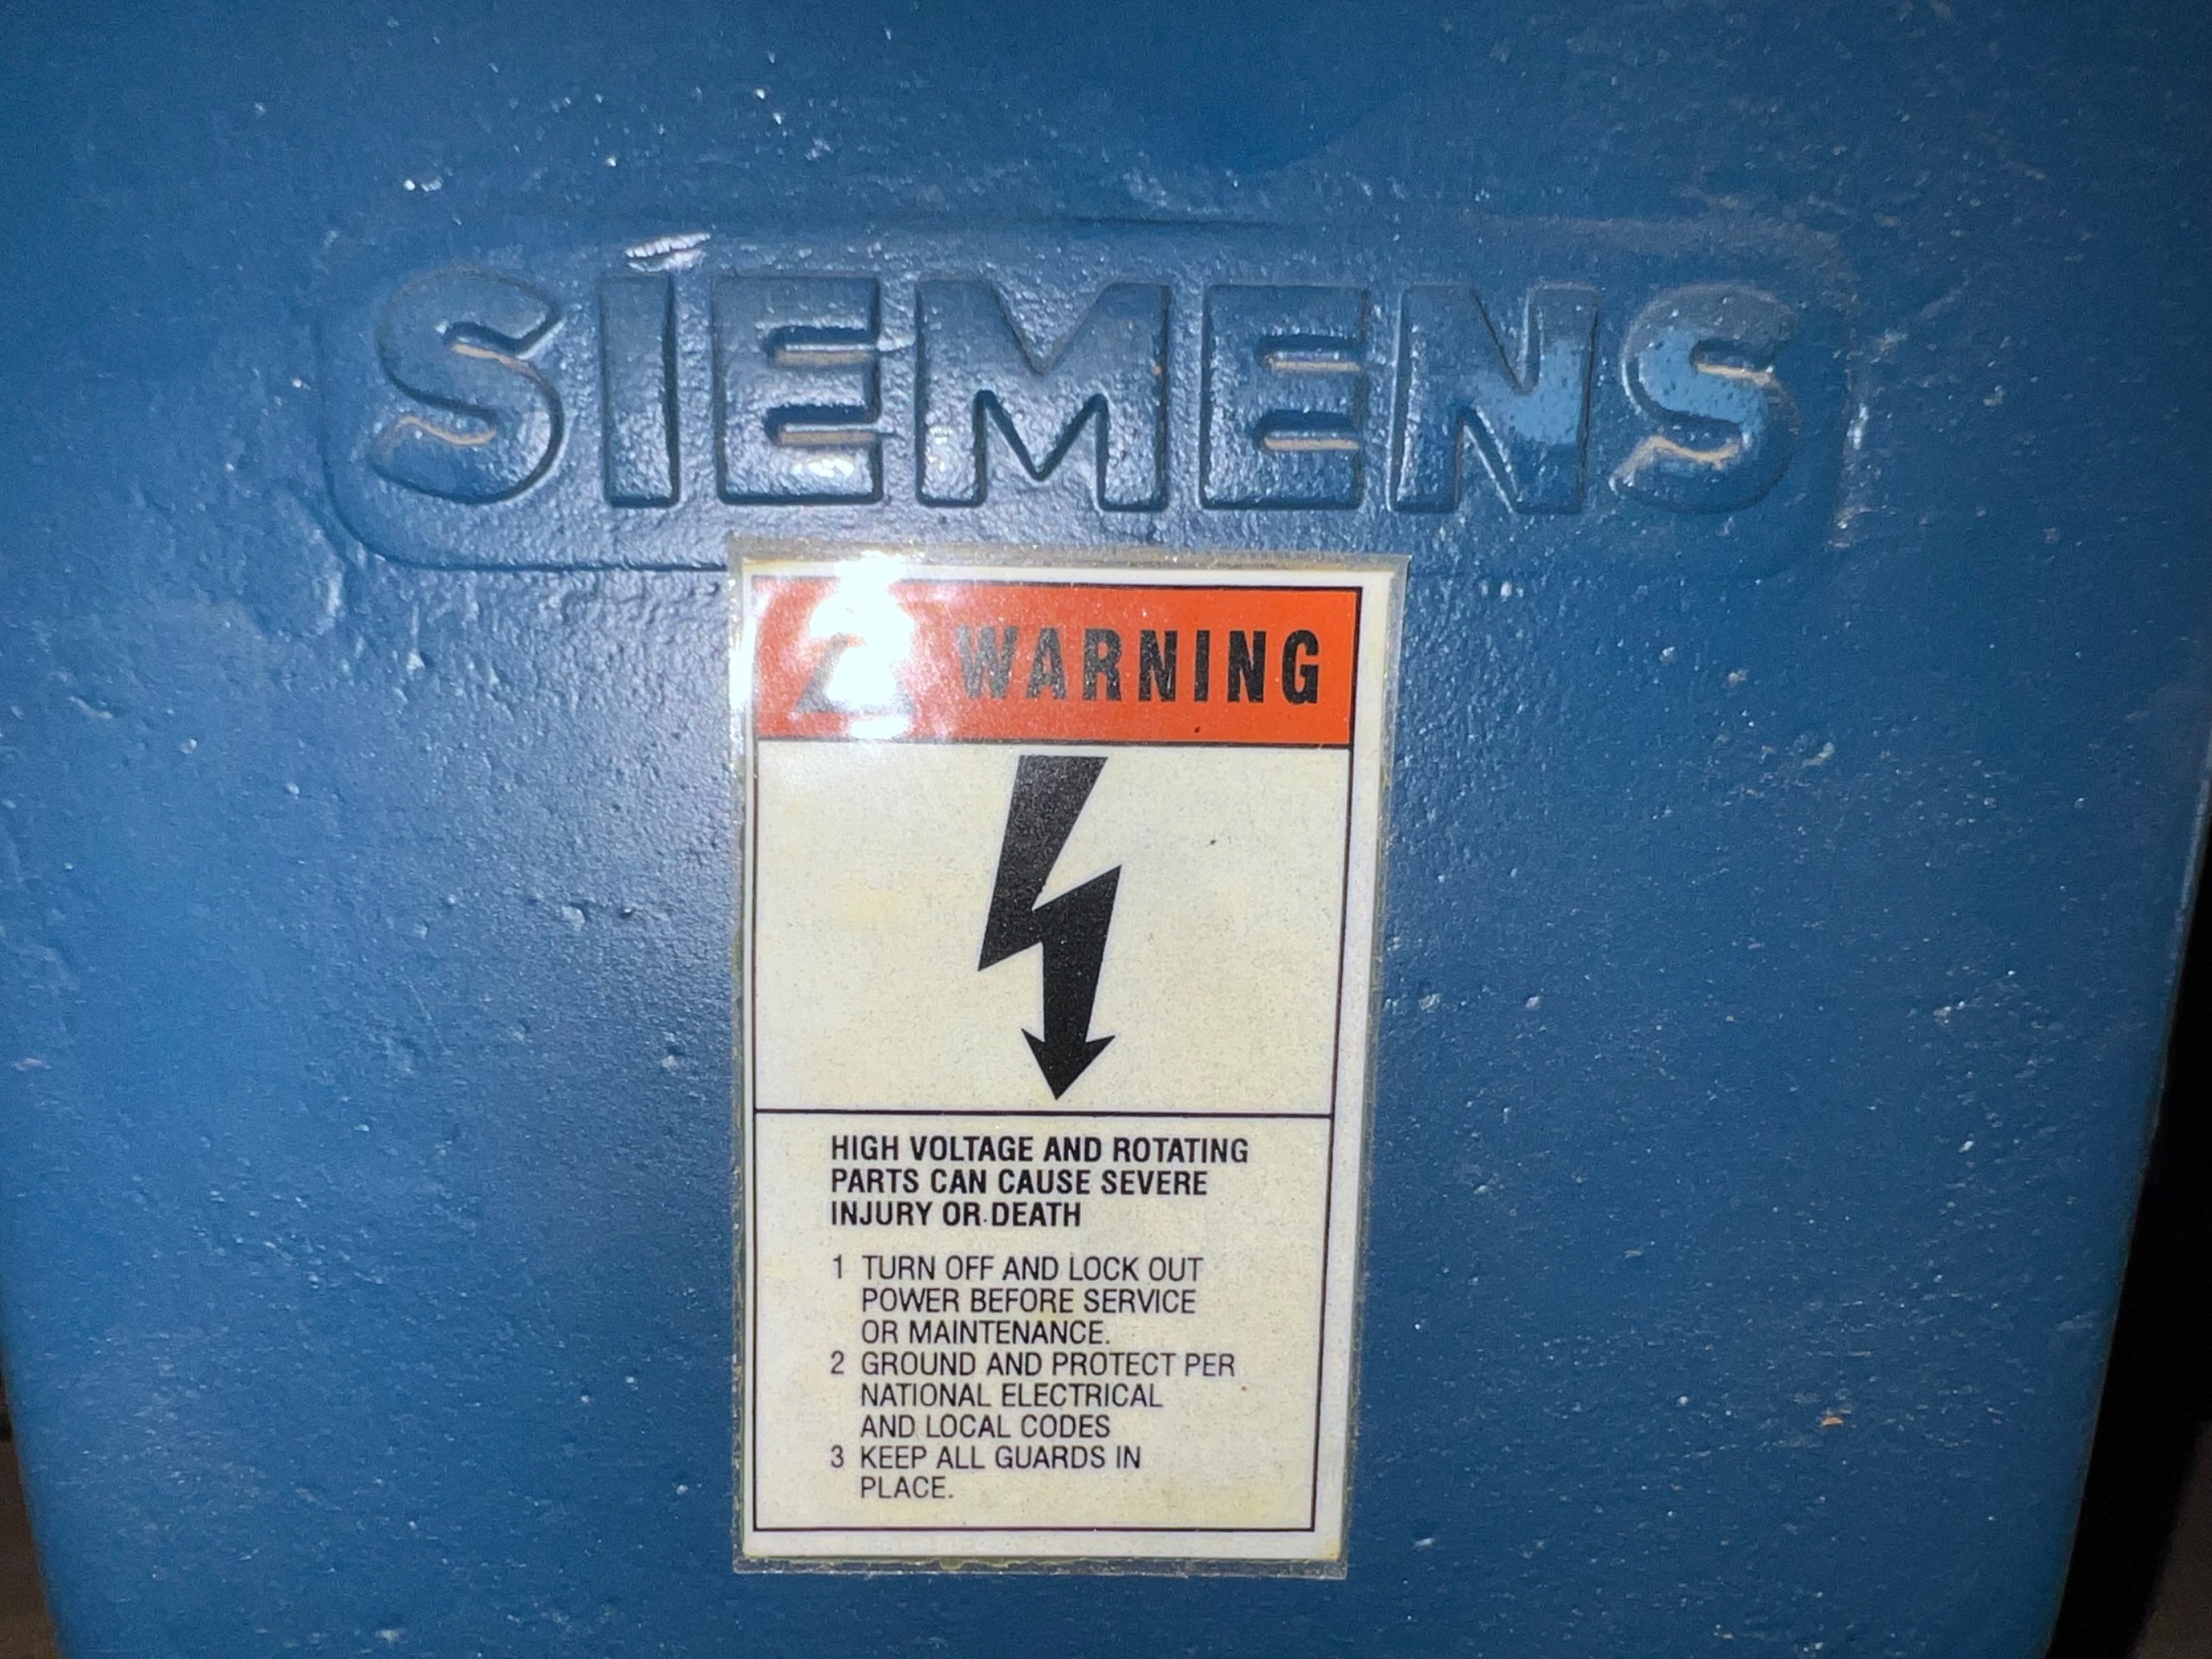 SIEMENS
WARNING
HIGH VOLTAGE AND ROTATING
PARTS CAN CAUSE SEVERE
INJURY OR DEATH
1 TURN OFF AND LOCK OUT
POWER BEFORE SERVICE
OR MAINTENANCE.
2 GROUND AND PROTECT PER
NATIONAL ELECTRICAL
AND LOCAL CODES
3 KEEP ALL GUARDS IN
PLACE.